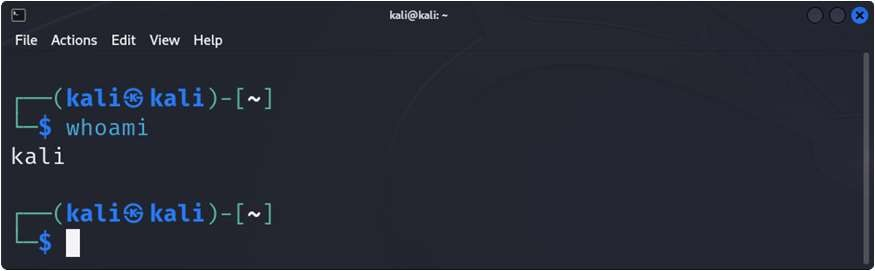 kali@kali: ~
File Actions Edit View Help
┌──(kali㉿kali)-[~]
└─$ whoami
kali
┌──(kali㉿kali)-[~]
└─$